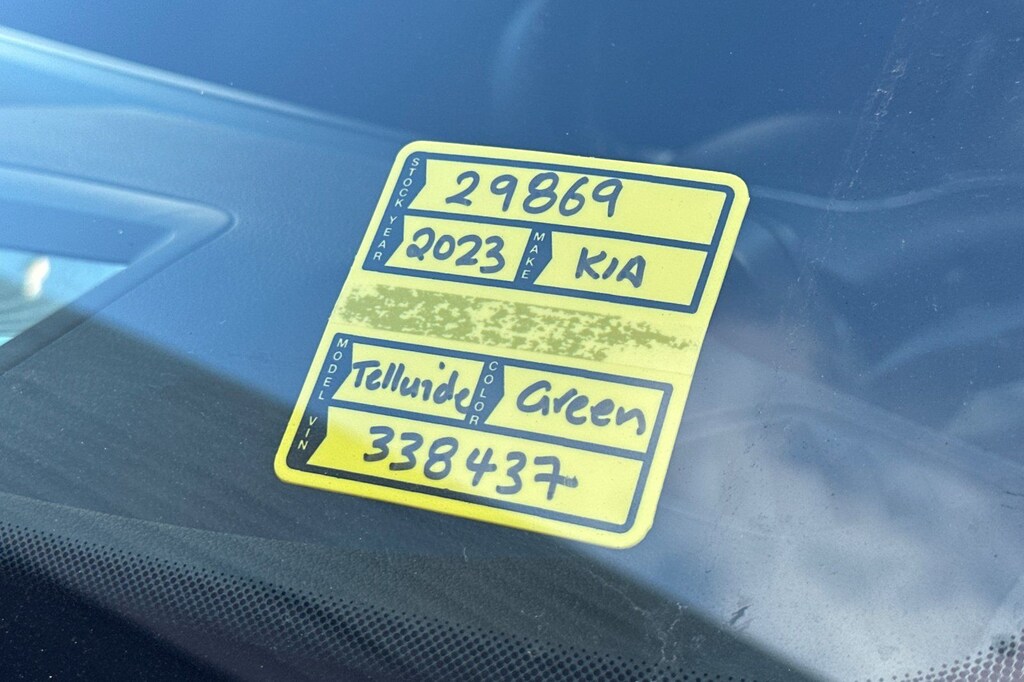 STOCK 29869
YEAR 2023 MAKE KIA
MODEL Telluride COLOR Green
VIN 338437